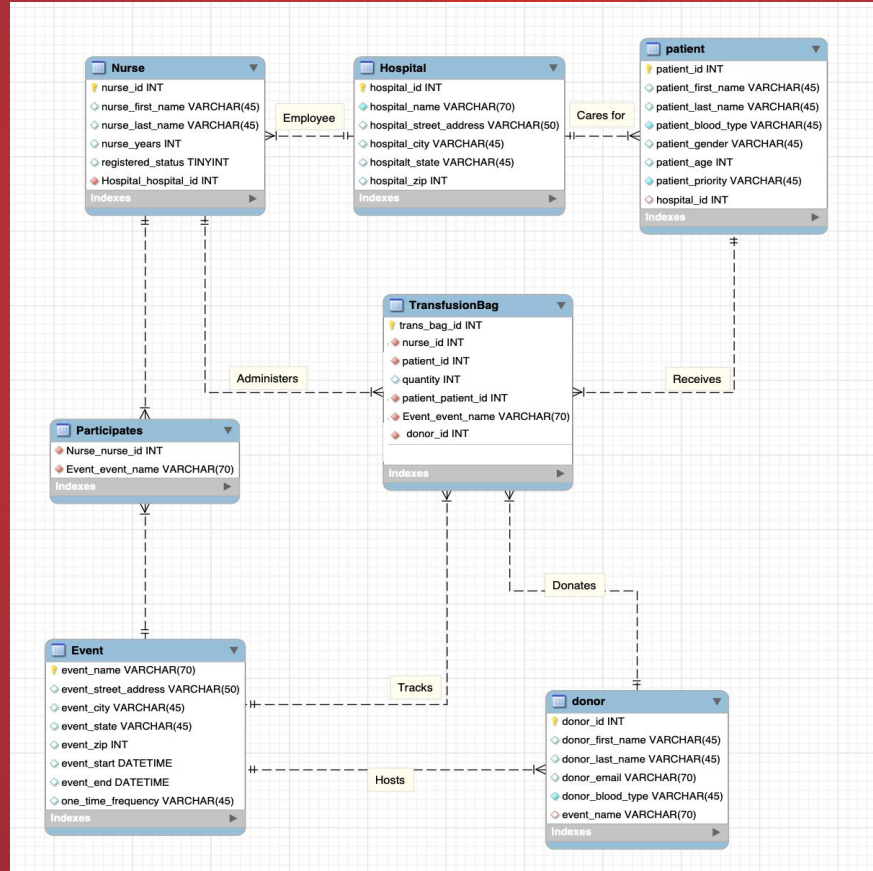 Nurse
nurse_id INT
nurse_first_name VARCHAR(45)
nurse_last_name VARCHAR(45)
nurse_years INT
registered_status TINYINT
Hospital_hospital_id INT
Indexes
Employee
Hospital
hospital_id INT
hospital_name VARCHAR(70)
hospital_street_address VARCHAR(50)
hospital_city VARCHAR(45)
hospitalt_state VARCHAR(45)
hospital_zip INT
Indexes
Cares for
patient
patient_id INT
patient_first_name VARCHAR(45)
patient_last_name VARCHAR(45)
patient_blood_type VARCHAR(45)
patient_gender VARCHAR(45)
patient_age INT
patient_priority VARCHAR(45)
hospital_id INT
Indexes
Administers
TransfusionBag
trans_bag_id INT
nurse_id INT
patient_id INT
quantity INT
patient_patient_id INT
Event_event_name VARCHAR(70)
donor_id INT
Indexes
Receives
Participates
Nurse_nurse_id INT
Event_event_name VARCHAR(70)
Indexes
Donates
Event
event_name VARCHAR(70)
event_street_address VARCHAR(50)
event_city VARCHAR(45)
event_state VARCHAR(45)
event_zip INT
event_start DATETIME
event_end DATETIME
one_time_frequency VARCHAR(45)
Indexes
Tracks
Hosts
donor
donor_id INT
donor_first_name VARCHAR(45)
donor_last_name VARCHAR(45)
donor_email VARCHAR(70)
donor_blood_type VARCHAR(45)
event_name VARCHAR(70)
Indexes